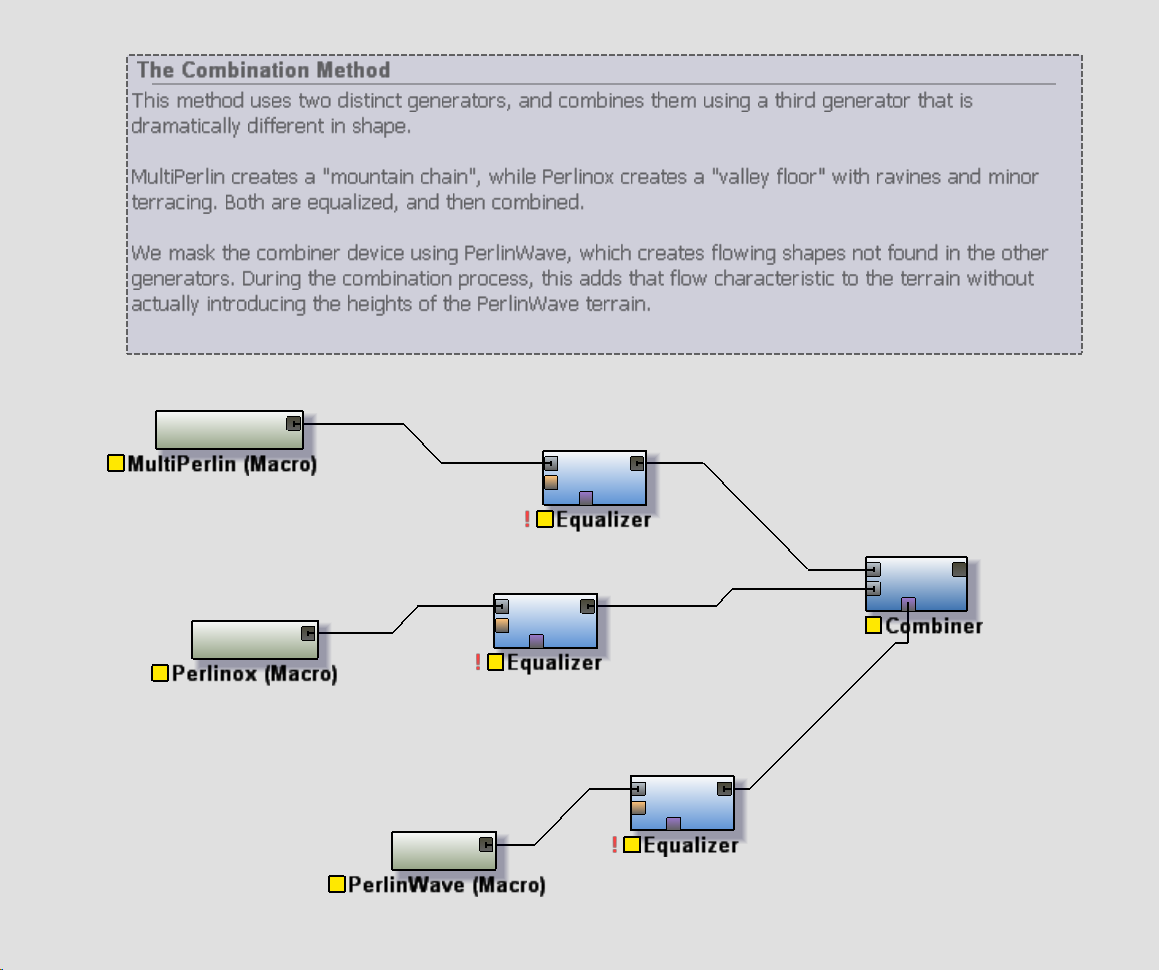 The Combination Method
This method uses two distinct generators, and combines them using a third generator that is
dramatically different in shape.
MultiPerlin creates a "mountain chain", while Perlinox creates a "valley floor" with ravines and minor
terracing. Both are equalized, and then combined.
We mask the combiner device using PerlinWave, which creates flowing shapes not found in the other
generators. During the combination process, this adds that flow characteristic to the terrain without
actually introducing the heights of the PerlinWave terrain.
MultiPerlin (Macro)
! Equalizer
Combiner
! Equalizer
Perlinox (Macro)
! Equalizer
PerlinWave (Macro)